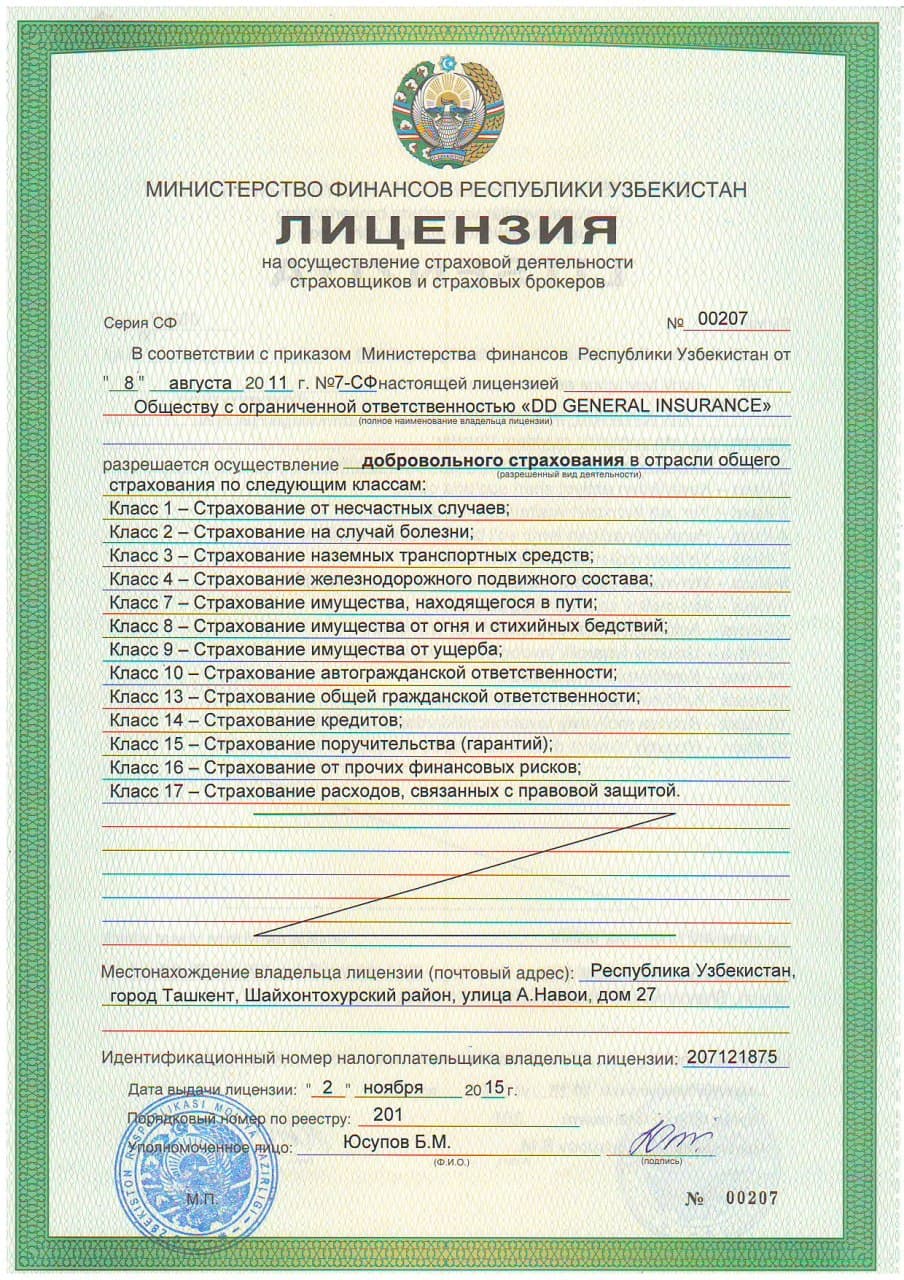 МИНИСТЕРСТВО ФИНАНСОВ РЕСПУБЛИКИ УЗБЕКИСТАН
ЛИЦЕНЗИЯ
на осуществление страховой деятельности
страховщиков и страховых брокеров
Серия СФ № 00207
В соответствии с приказом Министерства финансов Республики Узбекистан от
" 8 " августа 20 11 г. №7-СФ настоящей лицензией
Обществу с ограниченной ответственностью «DD GENERAL INSURANCE»
(полное наименование владельца лицензии)
разрешается осуществление добровольного страхования в отрасли общего
(разрешенный вид деятельности)
страхования по следующим классам:
Класс 1 – Страхование от несчастных случаев;
Класс 2 – Страхование на случай болезни;
Класс 3 – Страхование наземных транспортных средств;
Класс 4 – Страхование железнодорожного подвижного состава;
Класс 7 – Страхование имущества, находящегося в пути;
Класс 8 – Страхование имущества от огня и стихийных бедствий;
Класс 9 – Страхование имущества от ущерба;
Класс 10 – Страхование автогражданской ответственности;
Класс 13 – Страхование общей гражданской ответственности;
Класс 14 – Страхование кредитов;
Класс 15 – Страхование поручительства (гарантий);
Класс 16 – Страхование от прочих финансовых рисков;
Класс 17 – Страхование расходов, связанных с правовой защитой.
Местонахождение владельца лицензии (почтовый адрес): Республика Узбекистан,
город Ташкент, Шайхонтохурский район, улица А.Навои, дом 27
Идентификационный номер налогоплательщика владельца лицензии: 207121875
Дата выдачи лицензии: " 2 " ноября 20 15 г.
Порядковый номер по реестру: 201
Уполномоченное лицо: Юсупов Б.М.
(Ф.И.О.) (подпись)
М.П.
№ 00207